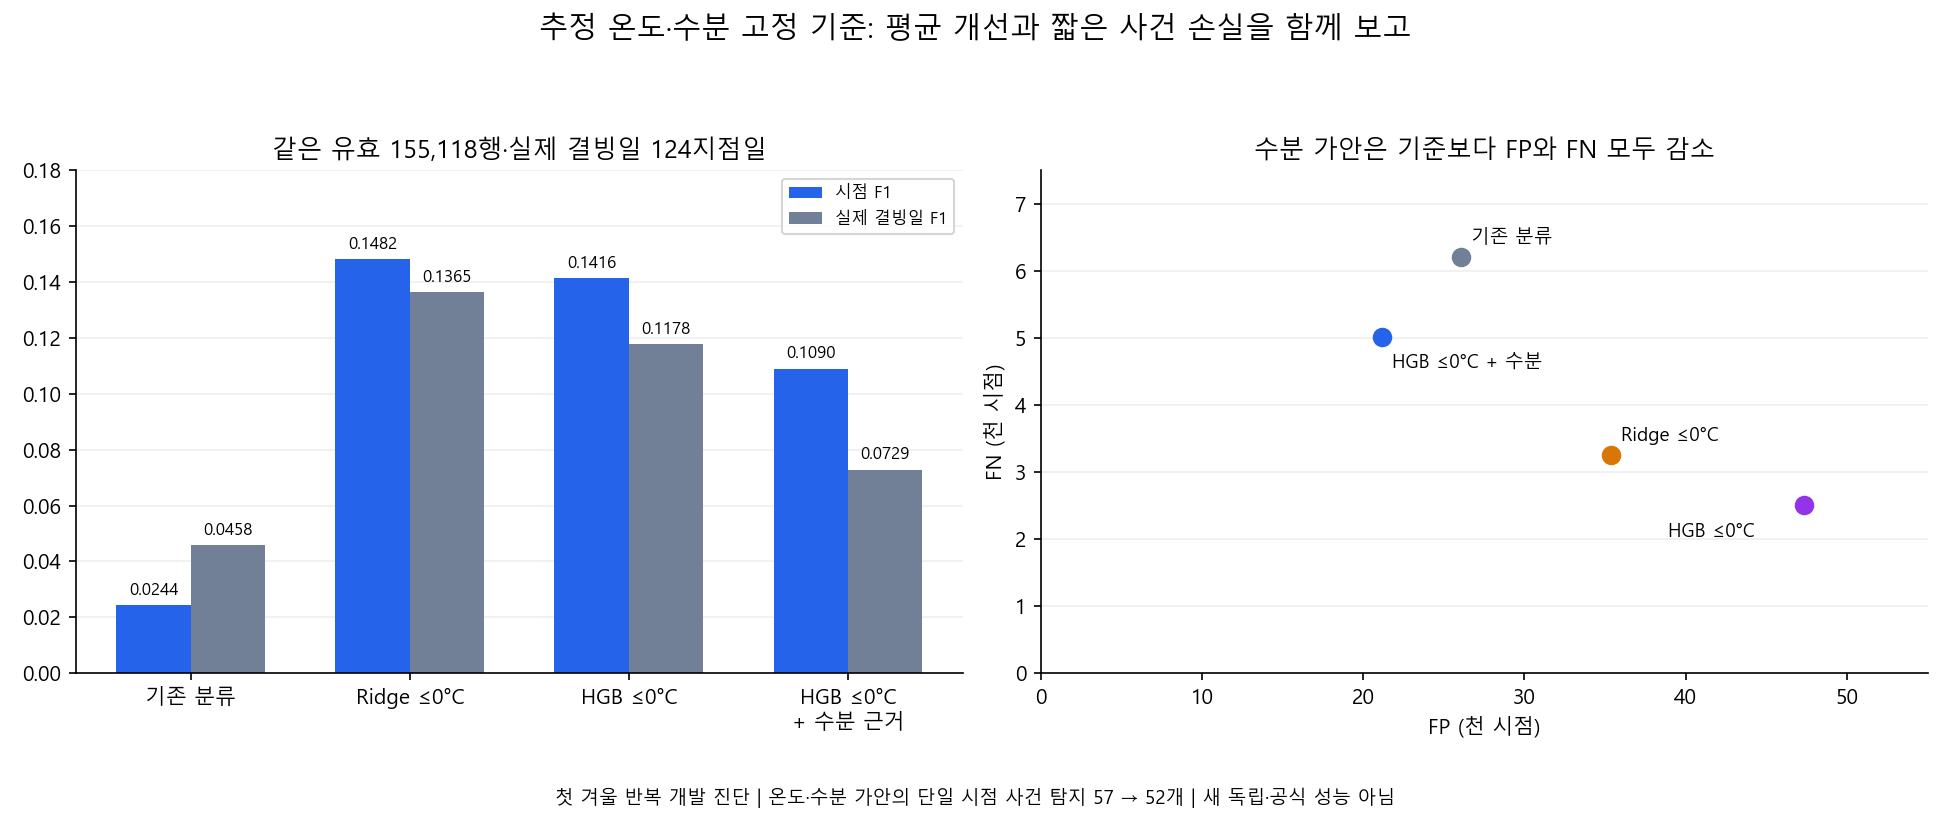 추정 온도·수분 고정 기준: 평균 개선과 짧은 사건 손실을 함께 보고
같은 유효 155,118행·실제 결빙일 124지점일
0.18
0.16
0.14
0.12
0.10
0.08
0.06
0.04
0.02
0.00
시점 F1
실제 결빙일 F1
0.0244
0.0458
0.1482
0.1365
0.1416
0.1178
0.1090
0.0729
기존 분류
Ridge ≤0°C
HGB ≤0°C
HGB ≤0°C
+ 수분 근거
수분 가안은 기준보다 FP와 FN 모두 감소
FN (천 시점)
7
6
5
4
3
2
1
0
기존 분류
HGB ≤0°C + 수분
Ridge ≤0°C
HGB ≤0°C
0
10
20
30
40
50
FP (천 시점)
첫 겨울 반복 개발 진단 | 온도·수분 가안의 단일 시점 사건 탐지 57 → 52개 | 새 독립·공식 성능 아님